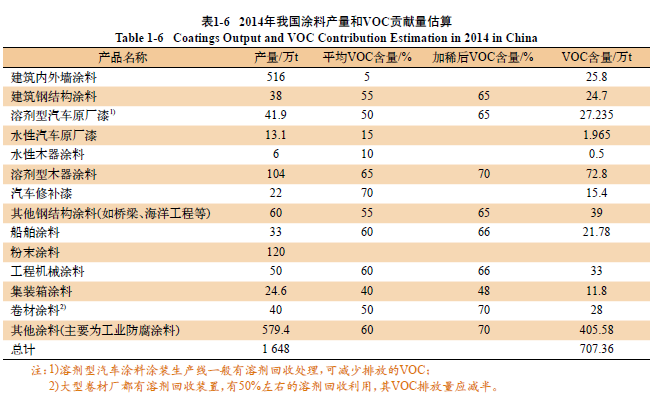 表1-6 2014年我国涂料产量和VOC贡献量估算
Table 1-6 Coatings Output and VOC Contribution Estimation in 2014 in China
产品名称 产量/万t 平均VOC含量/% 加稀后VOC含量/% VOC含量/万t
建筑内外墙涂料 516 5 25.8
建筑钢结构涂料 38 55 65 24.7
溶剂型汽车原厂漆1) 41.9 50 65 27.235
水性汽车原厂漆 13.1 15 1.965
水性木器涂料 6 10 0.5
溶剂型木器涂料 104 65 70 72.8
汽车修补漆 22 70 15.4
其他钢结构涂料(如桥梁、海洋工程等) 60 55 65 39
船舶涂料 33 60 66 21.78
粉末涂料 120
工程机械涂料 50 60 66 33
集装箱涂料 24.6 40 48 11.8
卷材涂料2) 40 50 70 28
其他涂料(主要为工业防腐涂料) 579.4 60 70 405.58
总计 1 648 707.36
注：1)溶剂型汽车涂料涂装生产线一般有溶剂回收处理，可减少排放的VOC；
2)大型卷材厂都有溶剂回收装置，有50%左右的溶剂回收利用，其VOC排放量应减半。